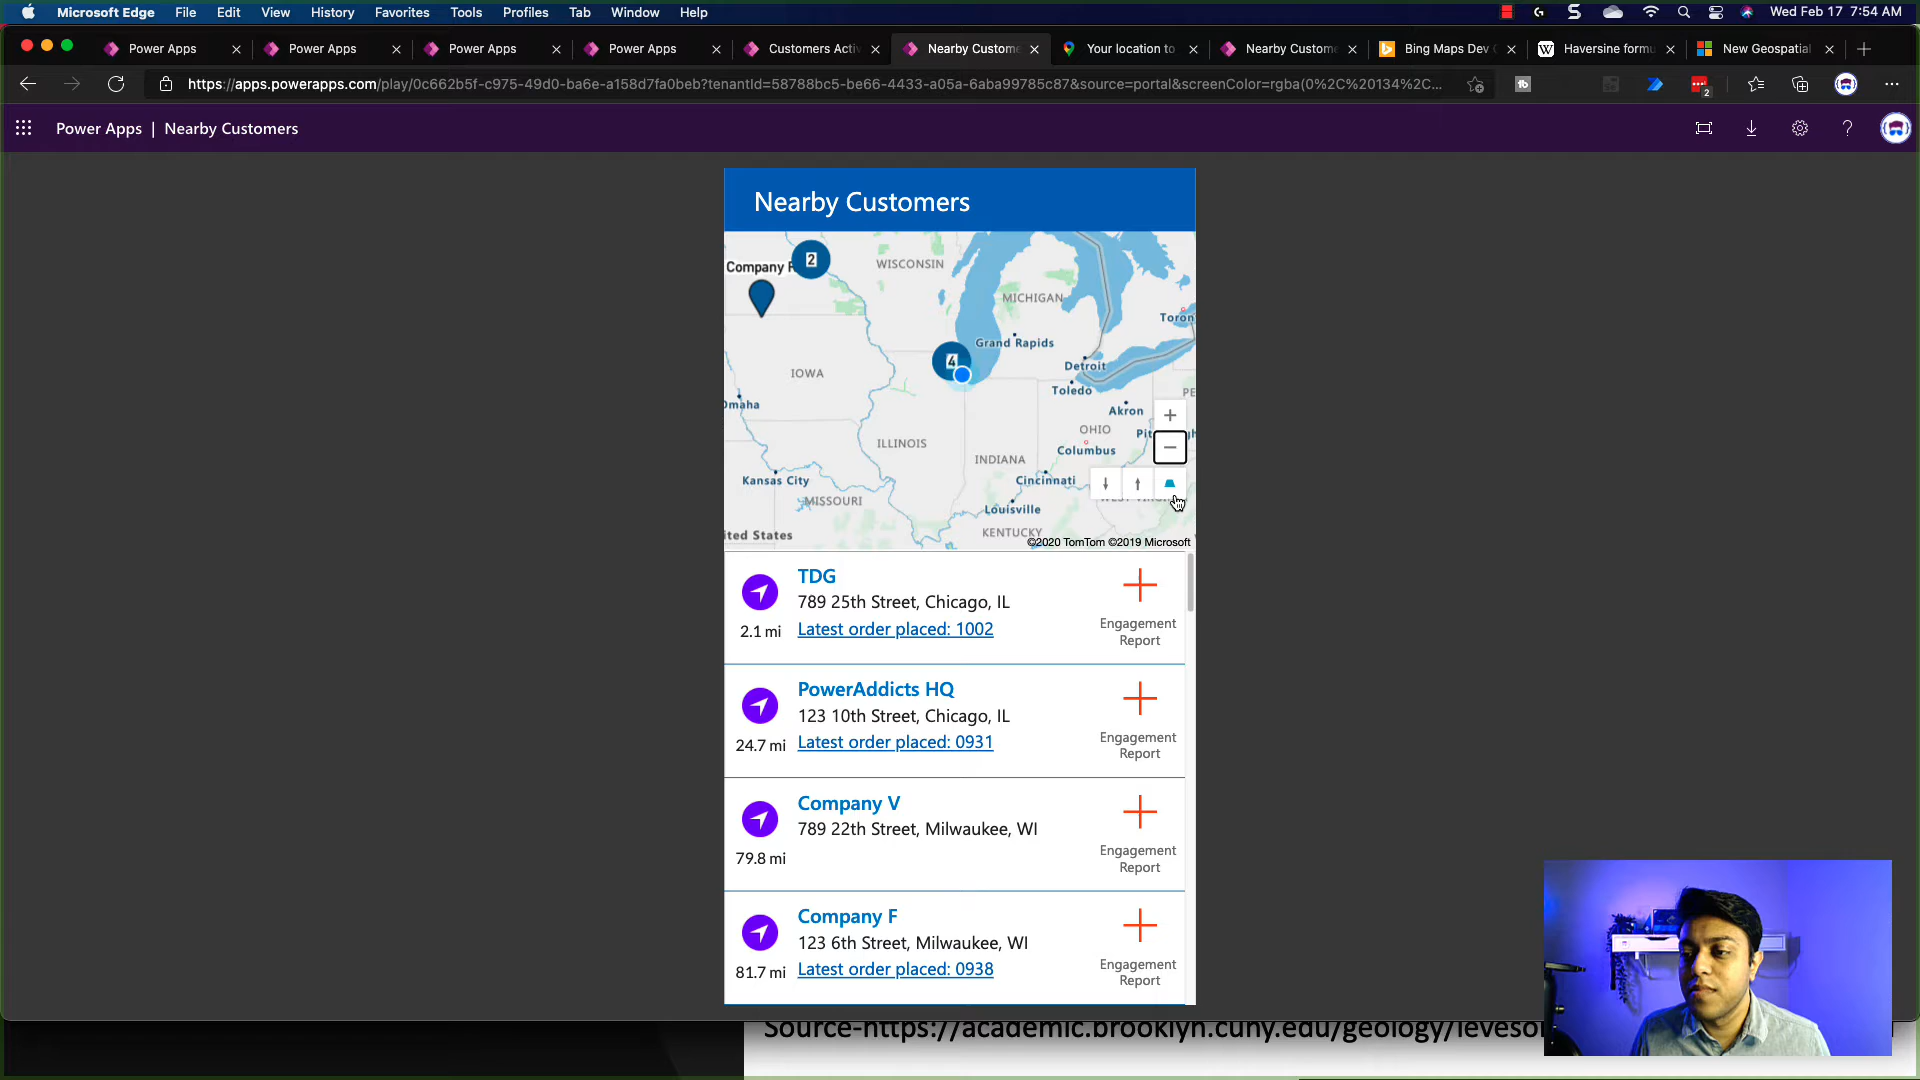 Microsoft Edge File Edit View History Favorites Tools Profiles Tab Window Help Wed Feb 17 7:54 AM
Power Apps Power Apps Power Apps Power Apps Customers Activ Nearby Custome Your location to Nearby Custome Bing Maps Dev Haversine formu New Geospatial
https://apps.powerapps.com/play/0c662b5f-c975-49d0-ba6e-a158d7fa0beb?tenantId=58788bc5-be66-4433-a05a-6aba99785c87&source=portal&screenColor=rgba(0%2C%20134%2C...
2
Power Apps | Nearby Customers
Nearby Customers
Company
2
WISCONSIN
MICHIGAN
Toron
Grand Rapids
4
Detroit
IOWA
Toledo
PE
Omaha
Akron
OHIO
Pit
ILLINOIS
Columbus
INDIANA
Kansas City
Cincinnati
MISSOURI
Louisville
KENTUCKY
ited States
©2020 TomTom ©2019 Microsoft
TDG
789 25th Street, Chicago, IL
2.1 mi
Latest order placed: 1002
Engagement
Report
PowerAddicts HQ
123 10th Street, Chicago, IL
24.7 mi
Latest order placed: 0931
Engagement
Report
Company V
789 22th Street, Milwaukee, WI
79.8 mi
Engagement
Report
Company F
123 6th Street, Milwaukee, WI
81.7 mi
Latest order placed: 0938
Engagement
Report
Source-https://academic.brooklyn.cuny.edu/geology/leveso